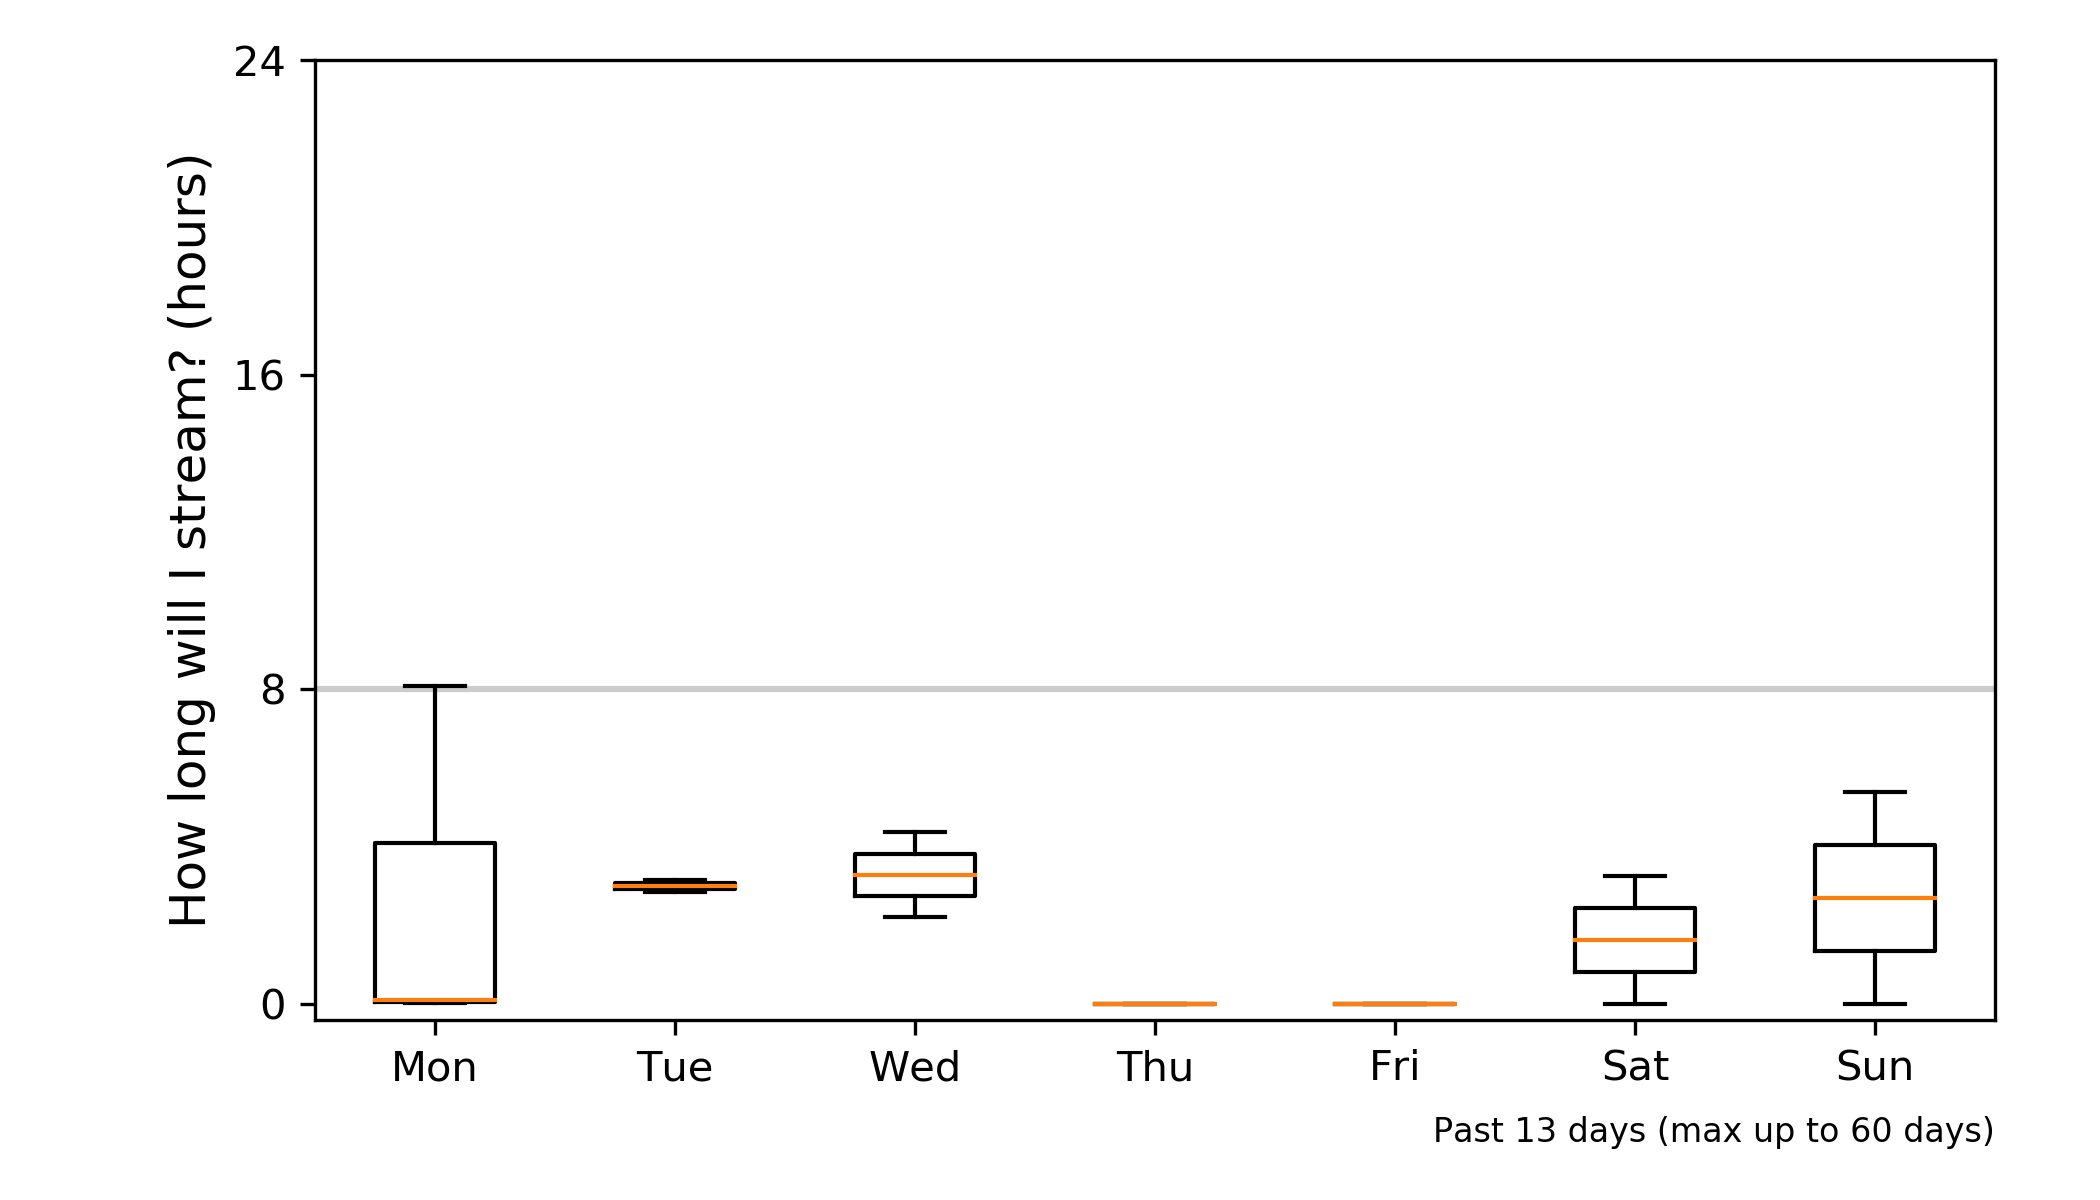 How long will I stream? (hours)
24
16
8
0
Mon Tue Wed Thu Fri Sat Sun
Past 13 days (max up to 60 days)